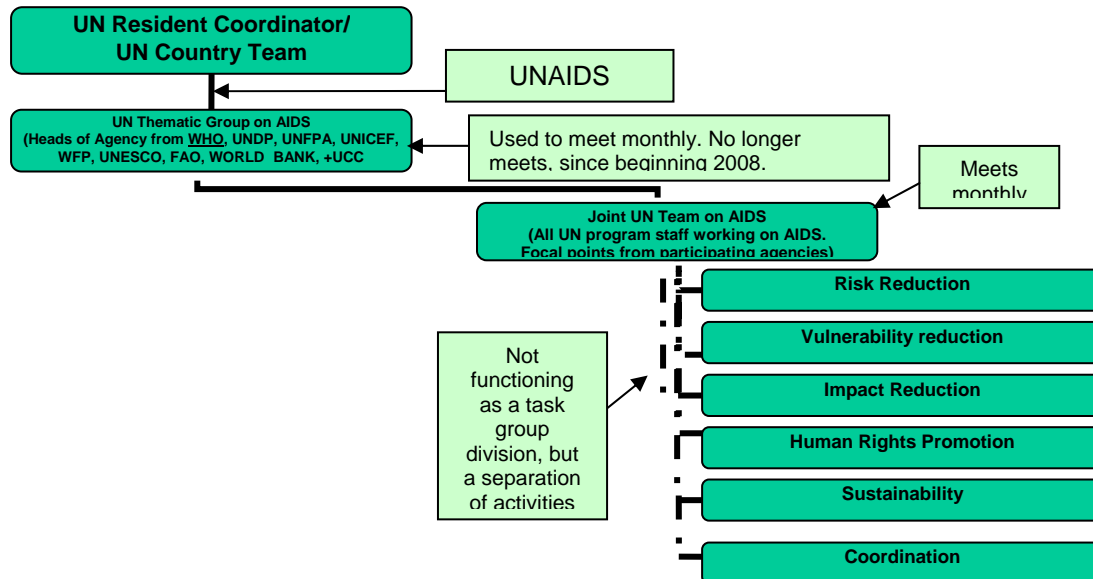 UN Resident Coordinator/
UN Country Team
UNAIDS
UN Thematic Group on AIDS
(Heads of Agency from WHO, UNDP, UNFPA, UNICEF,
WFP, UNESCO, FAO, WORLD BANK, +UCC
Used to meet monthly. No longer
meets, since beginning 2008.
Meets
monthly
Joint UN Team on AIDS
(All UN program staff working on AIDS.
Focal points from participating agencies)
Risk Reduction
Vulnerability reduction
Impact Reduction
Human Rights Promotion
Sustainability
Coordination
Not
functioning
as a task
group
division, but
a separation
of activities